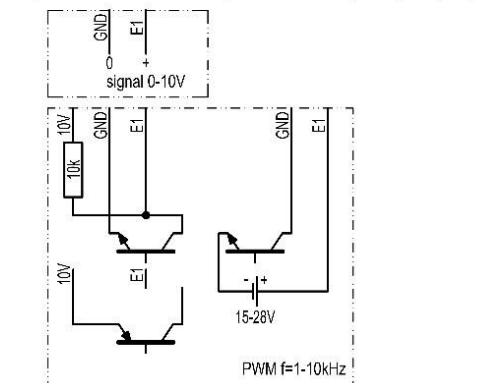 GND
E1
0 +
signal 0-10V
10V
GND
E1
GND
E1
10k
10V
E1
- +
15-28V
PWM f=1-10kHz